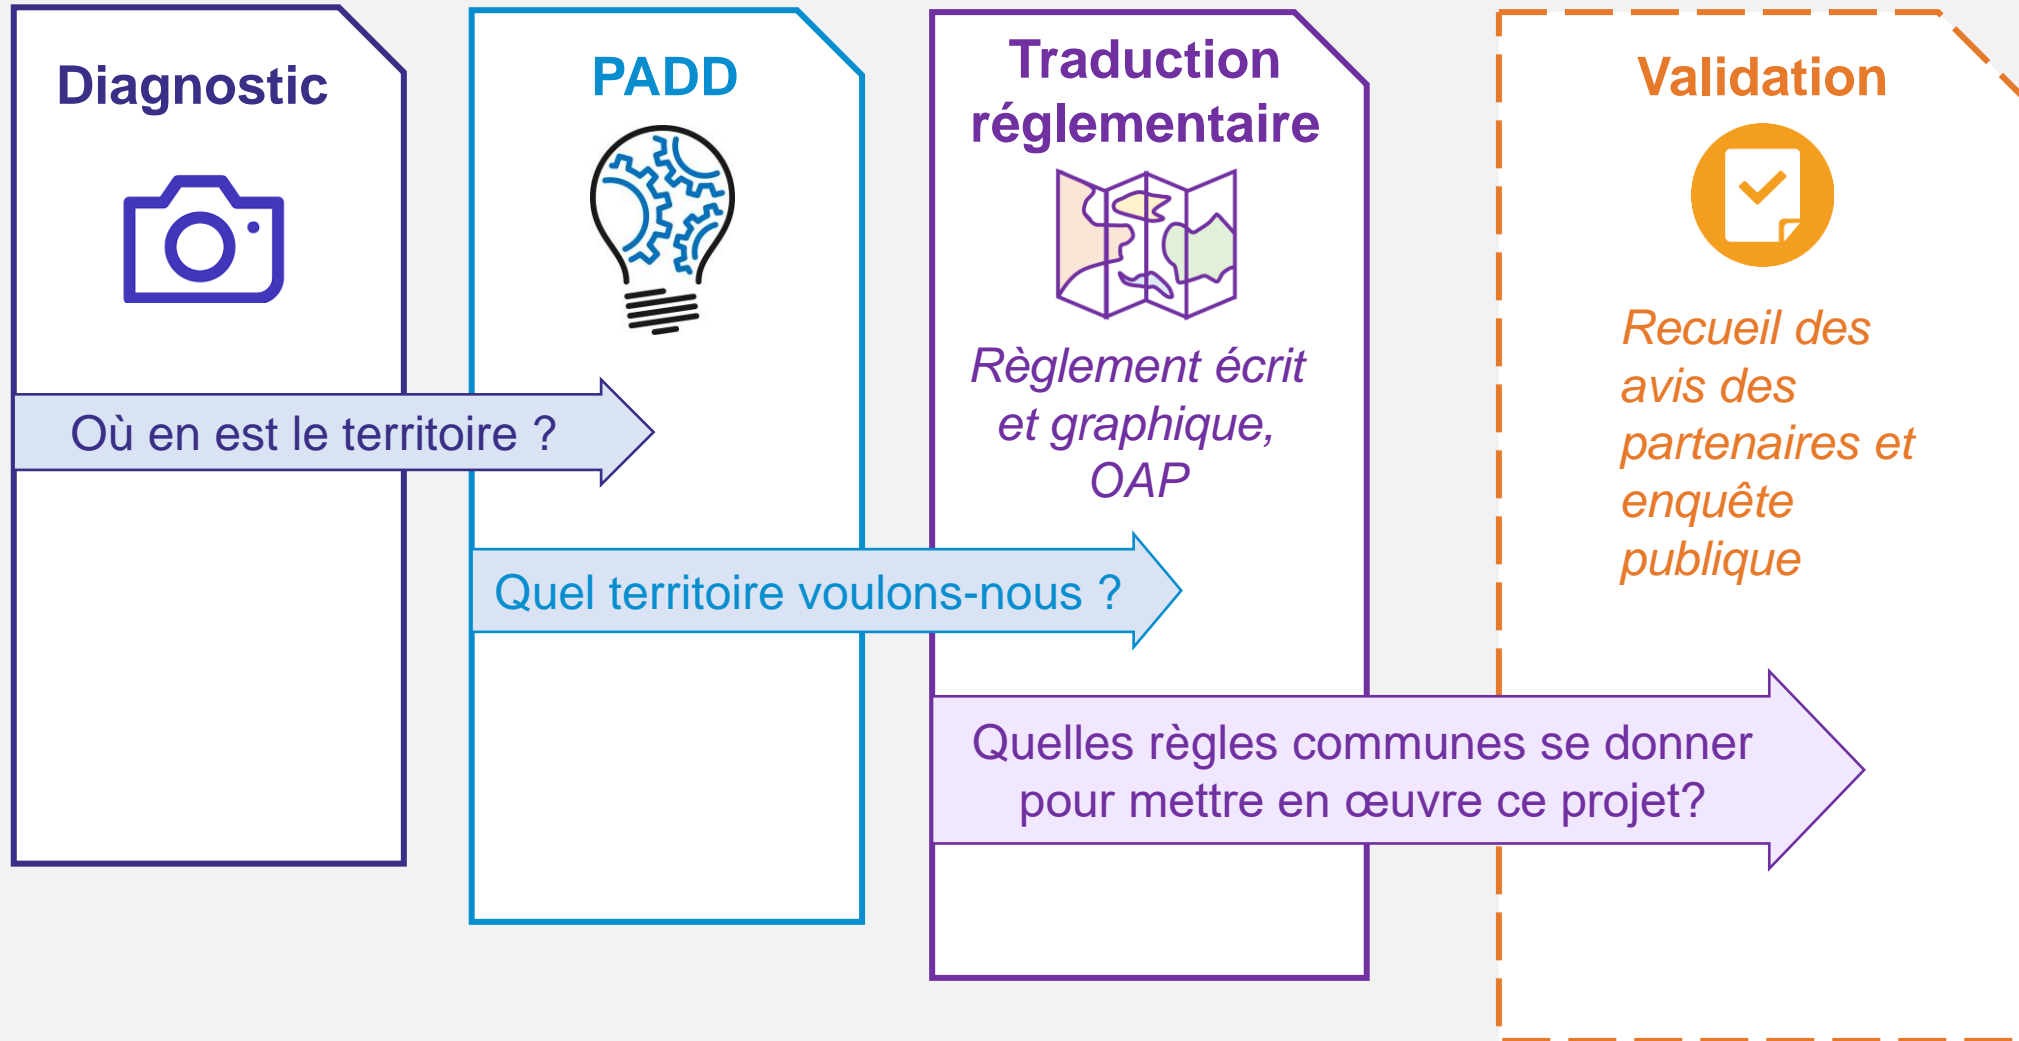 Diagnostic
Où en est le territoire ?
PADD
Quel territoire voulons-nous ?
Traduction
réglementaire
Règlement écrit
et graphique,
OAP
Quelles règles communes se donner
pour mettre en œuvre ce projet?
Validation
Recueil des
avis des
partenaires et
enquête
publique